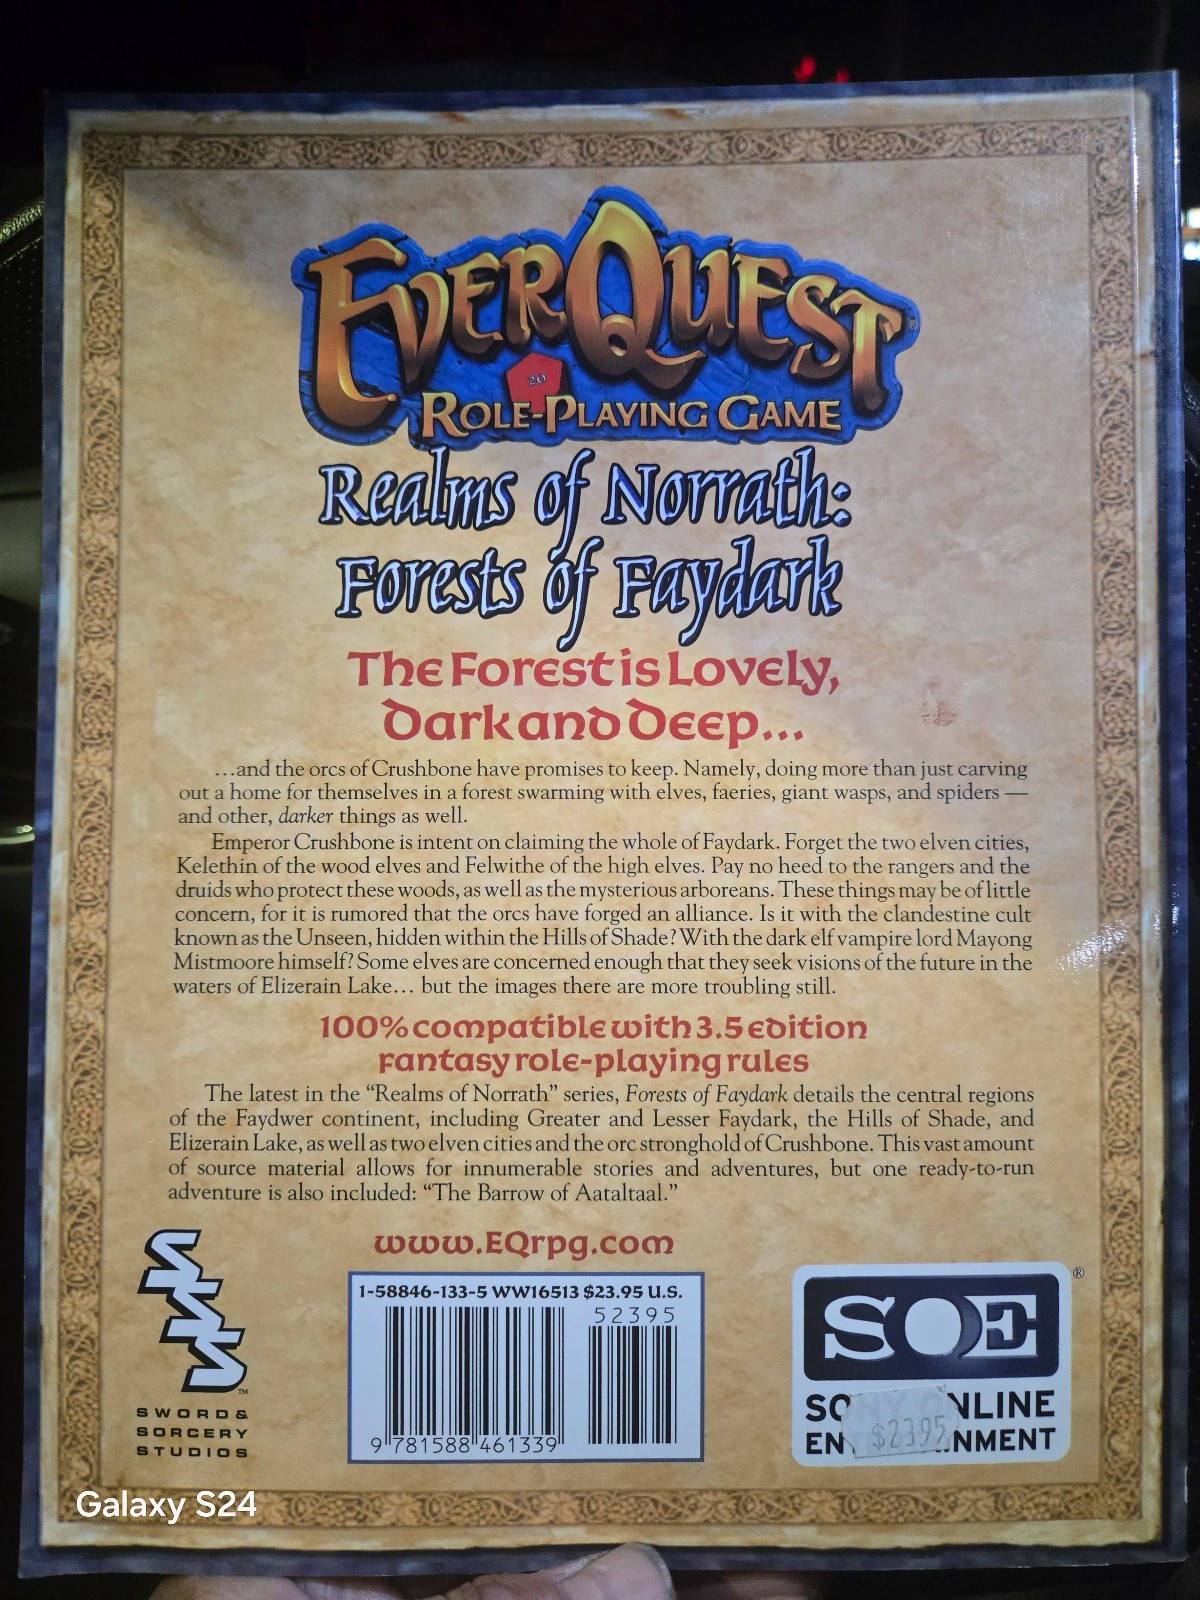 EverQuest®
20
Role-Playing Game
Realms of Norrath:
Forests of Faydark
The Forest is Lovely,
Dark and Deep...
...and the orcs of Crushbone have promises to keep. Namely, doing more than just carving
out a home for themselves in a forest swarming with elves, faeries, giant wasps, and spiders —
and other, darker things as well.
Emperor Crushbone is intent on claiming the whole of Faydark. Forget the two elven cities,
Kelethin of the wood elves and Felwithe of the high elves. Pay no heed to the rangers and the
druids who protect these woods, as well as the mysterious arboreans. These things may be of little
concern, for it is rumored that the orcs have forged an alliance. Is it with the clandestine cult
known as the Unseen, hidden within the Hills of Shade? With the dark elf vampire lord Mayong
Mistmoore himself? Some elves are concerned enough that they seek visions of the future in the
waters of Elizerain Lake... but the images there are more troubling still.
100% compatible with 3.5 edition
fantasy role-playing rules
The latest in the “Realms of Norrath” series, Forests of Faydark details the central regions
of the Faydwer continent, including Greater and Lesser Faydark, the Hills of Shade, and
Elizerain Lake, as well as two elven cities and the orc stronghold of Crushbone. This vast amount
of source material allows for innumerable stories and adventures, but one ready-to-run
adventure is also included: “The Barrow of Aataltaal.”
www.EQrpg.com
SSS™
SWORD &
SORCERY
STUDIOS
1-58846-133-5 WW16513 $23.95 U.S.
52395
9 781588 461339
SOE®
SONY ONLINE
ENTERTAINMENT
$23.95
Galaxy S24